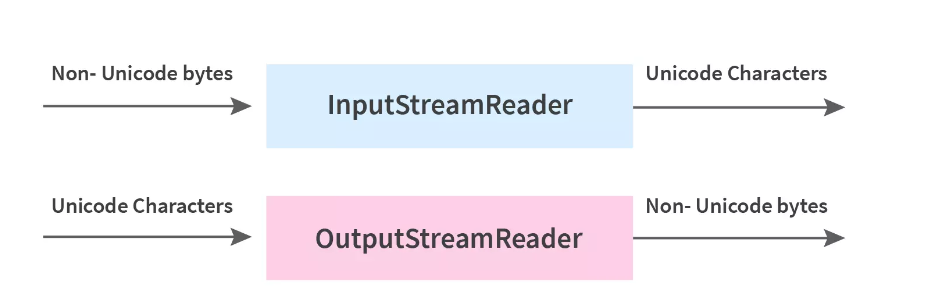 Non- Unicode bytes
InputStreamReader
Unicode Characters
Unicode Characters
OutputStreamReader
Non- Unicode bytes